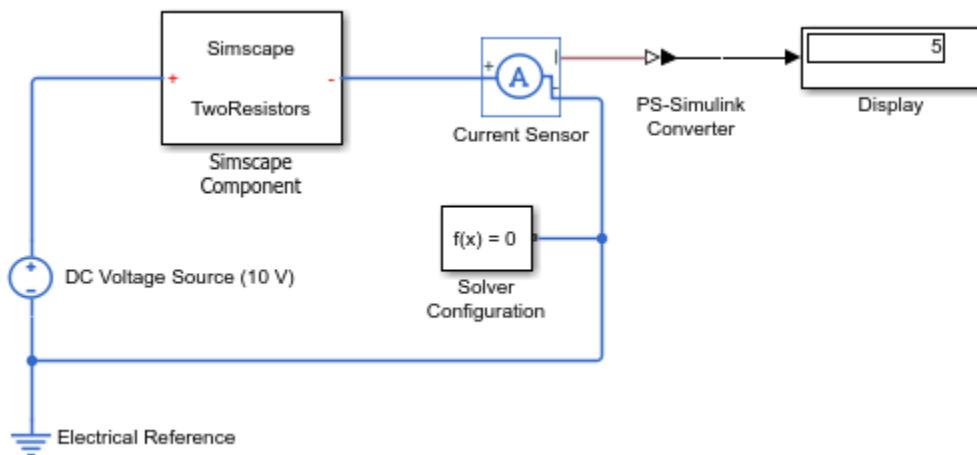 Simscape
TwoResistors
+
-
Simscape
Component
+
A
I
-
Current Sensor
PS-Simulink
Converter
5
Display
f(x) = 0
Solver
Configuration
+
-
DC Voltage Source (10 V)
Electrical Reference